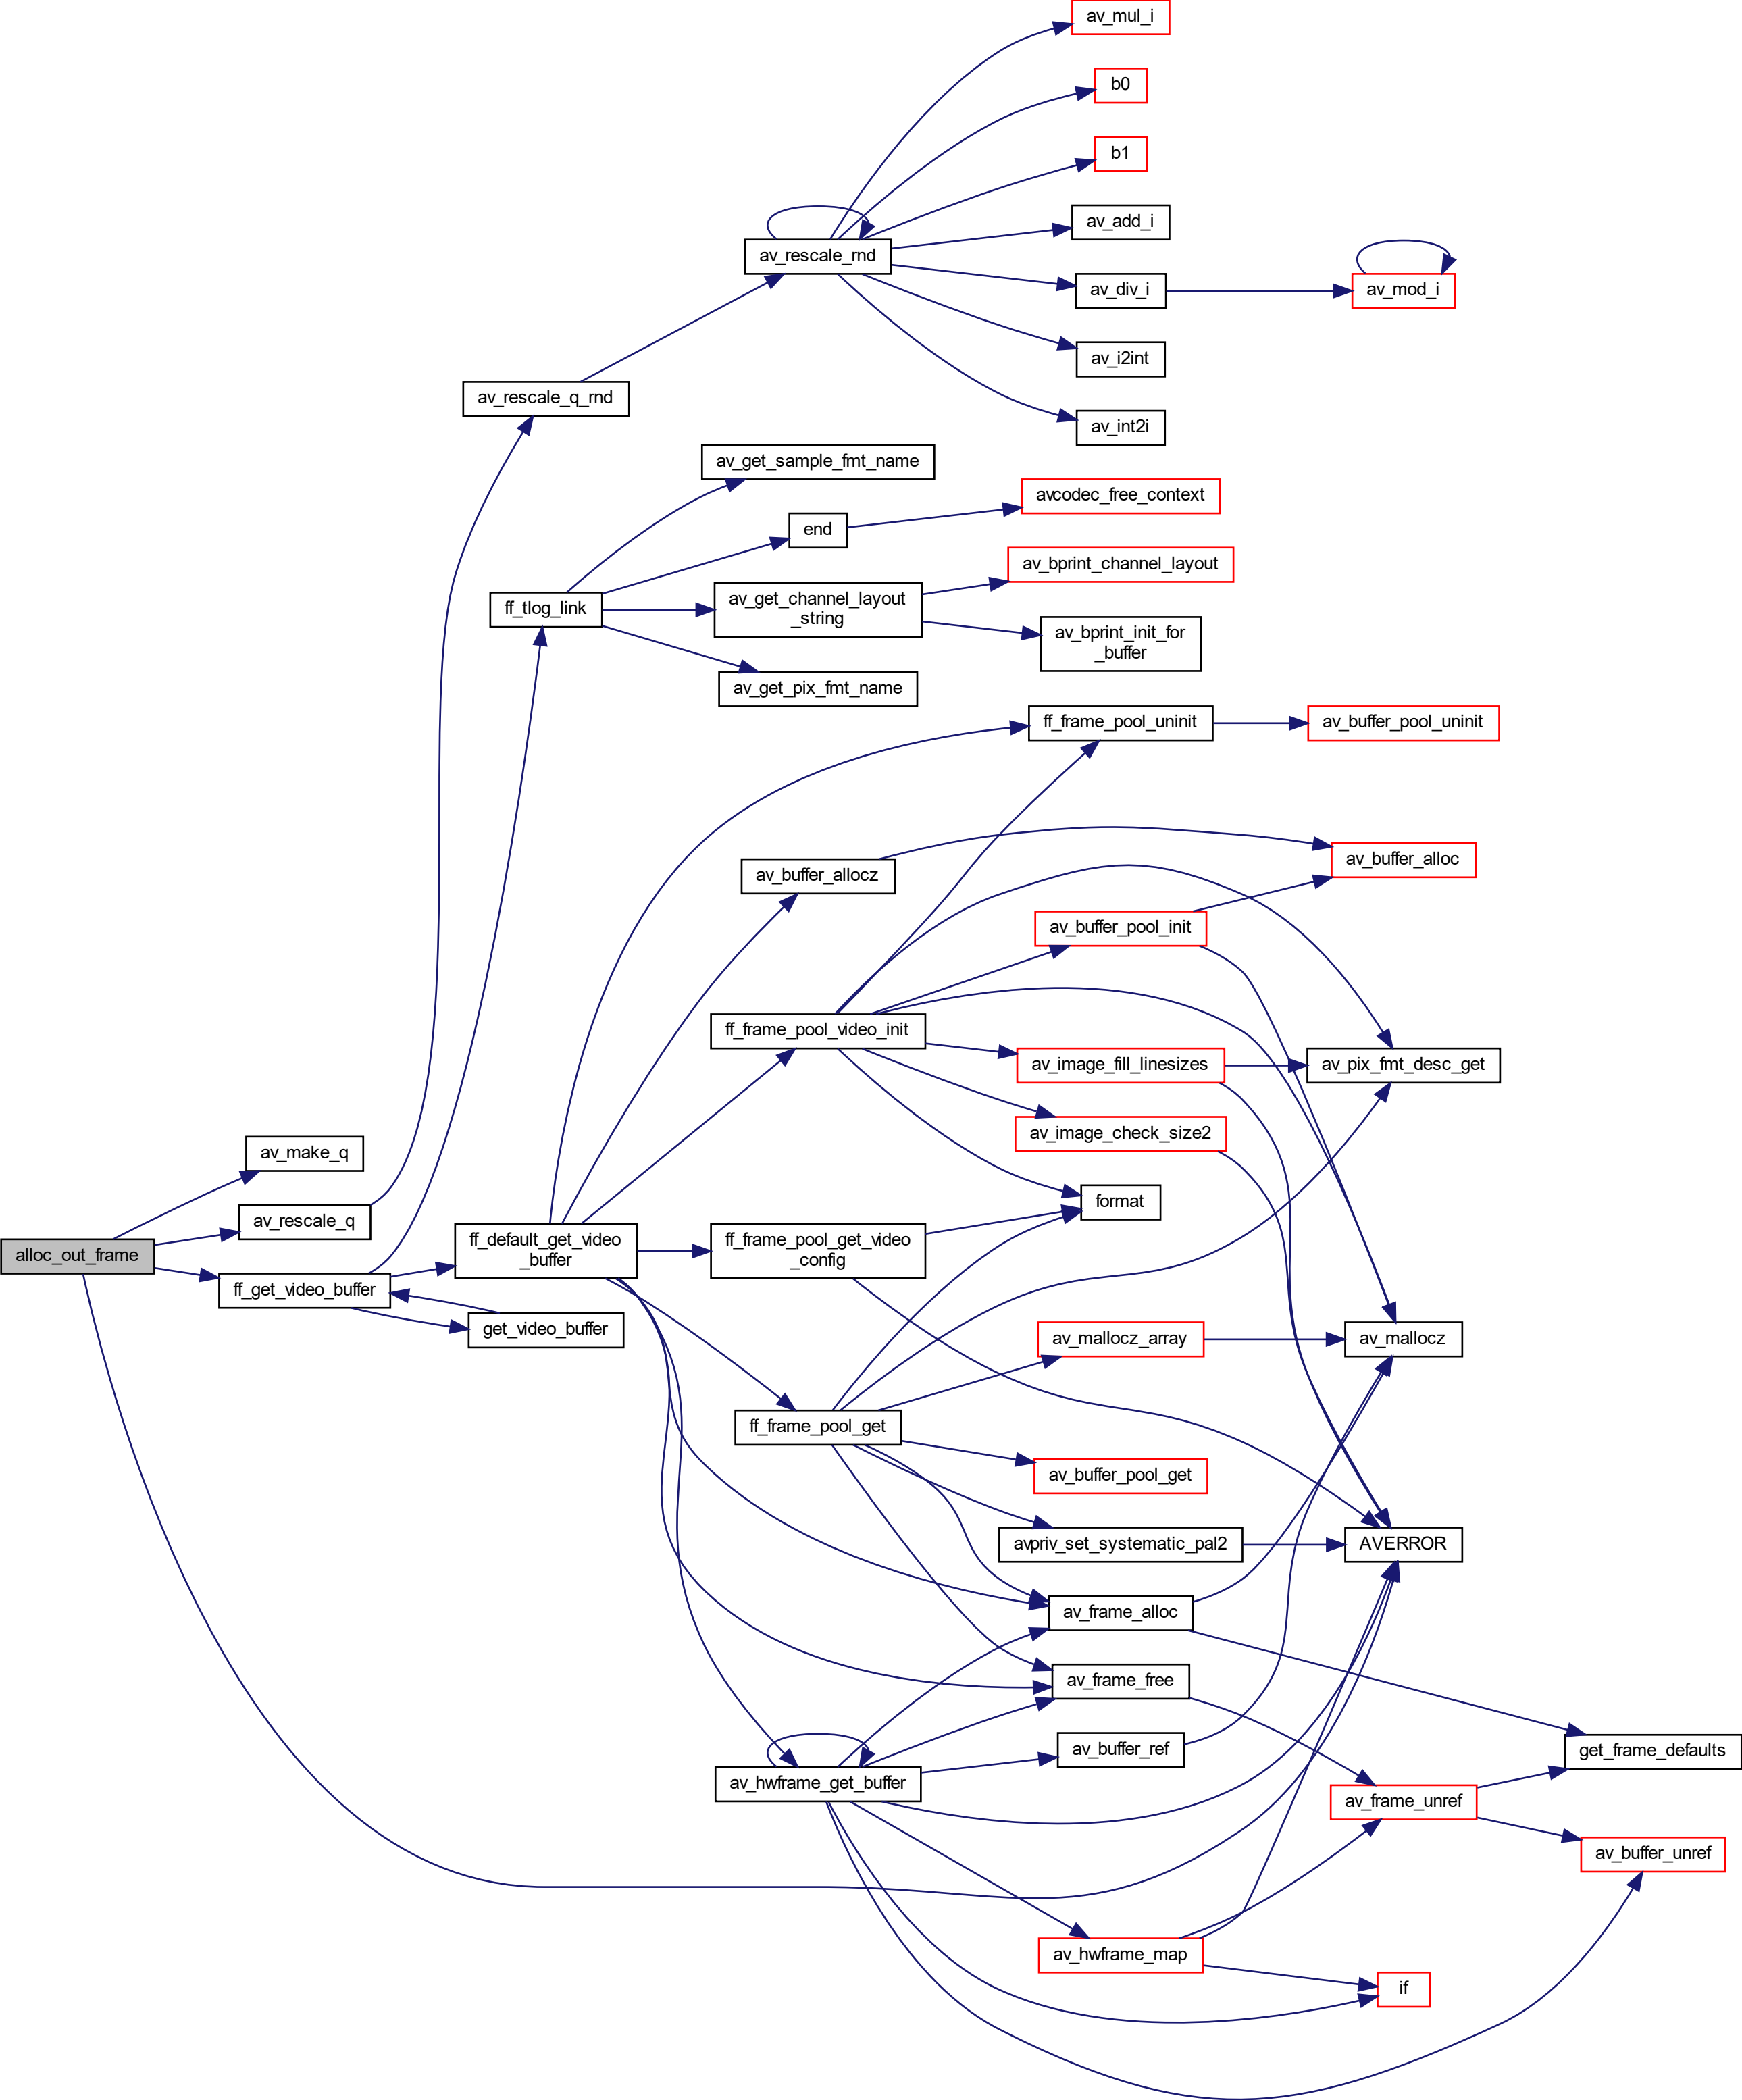 av_mul_i
b0
b1
av_add_i
av_rescale_rnd
av_div_i
av_mod_i
av_i2int
av_rescale_q_rnd
av_int2i
av_get_sample_fmt_name
avcodec_free_context
end
av_bprint_channel_layout
ff_tlog_link
av_get_channel_layout
_string
av_bprint_init_for
_buffer
av_get_pix_fmt_name
ff_frame_pool_uninit
av_buffer_pool_uninit
av_buffer_allocz
av_buffer_alloc
av_buffer_pool_init
ff_frame_pool_video_init
av_image_fill_linesizes
av_pix_fmt_desc_get
av_image_check_size2
av_make_q
format
av_rescale_q
alloc_out_frame
ff_default_get_video
_buffer
ff_frame_pool_get_video
_config
ff_get_video_buffer
get_video_buffer
av_mallocz_array
av_mallocz
ff_frame_pool_get
av_buffer_pool_get
avpriv_set_systematic_pal2
AVERROR
av_frame_alloc
av_frame_free
av_buffer_ref
get_frame_defaults
av_hwframe_get_buffer
av_frame_unref
av_buffer_unref
av_hwframe_map
if